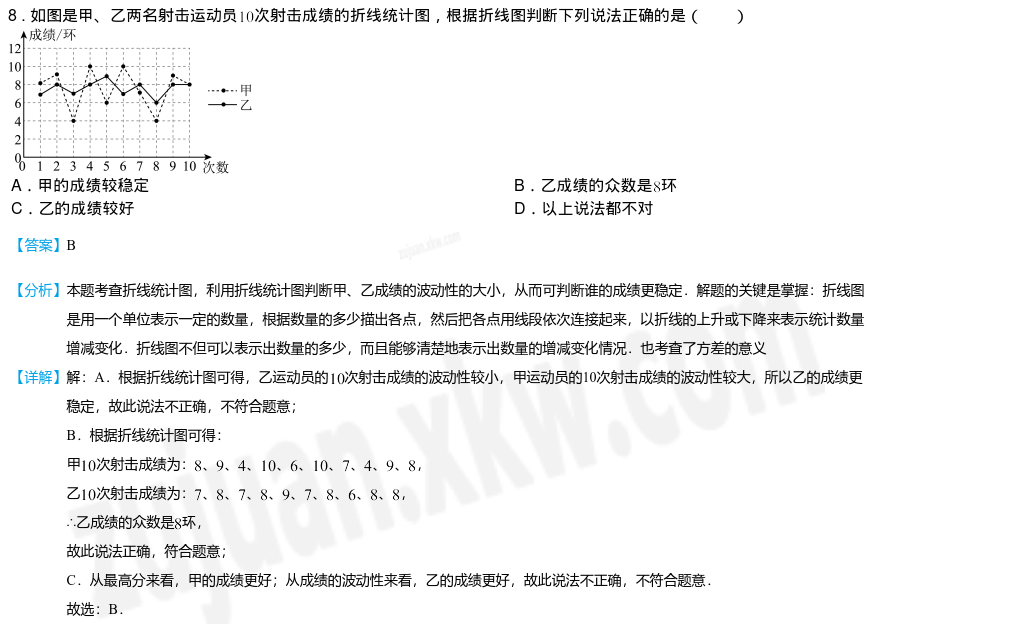 8．如图是甲、乙两名射击运动员10次射击成绩的折线统计图，根据折线图判断下列说法正确的是（　　）
成绩/环
12
10
8
6
4
2
0
0 1 2 3 4 5 6 7 8 9 10 次数
甲
乙
A．甲的成绩较稳定 B．乙成绩的众数是8环
C．乙的成绩较好 D．以上说法都不对
【答案】B
zujuan.xkw.com
【分析】本题考查折线统计图，利用折线统计图判断甲、乙成绩的波动性的大小，从而可判断谁的成绩更稳定．解题的关键是掌握：折线图
是用一个单位表示一定的数量，根据数量的多少描出各点，然后把各点用线段依次连接起来，以折线的上升或下降来表示统计数量
增减变化．折线图不但可以表示出数量的多少，而且能够清楚地表示出数量的增减变化情况．也考查了方差的意义
【详解】解：A．根据折线统计图可得，乙运动员的10次射击成绩的波动性较小，甲运动员的10次射击成绩的波动性较大，所以乙的成绩更
稳定，故此说法不正确，不符合题意；
B．根据折线统计图可得：
甲10次射击成绩为：8、9、4、10、6、10、7、4、9、8，
乙10次射击成绩为：7、8、7、8、9、7、8、6、8、8，
∴乙成绩的众数是8环，
故此说法正确，符合题意；
C．从最高分来看，甲的成绩更好；从成绩的波动性来看，乙的成绩更好，故此说法不正确，不符合题意．
故选：B．
zujuan.xkw.com